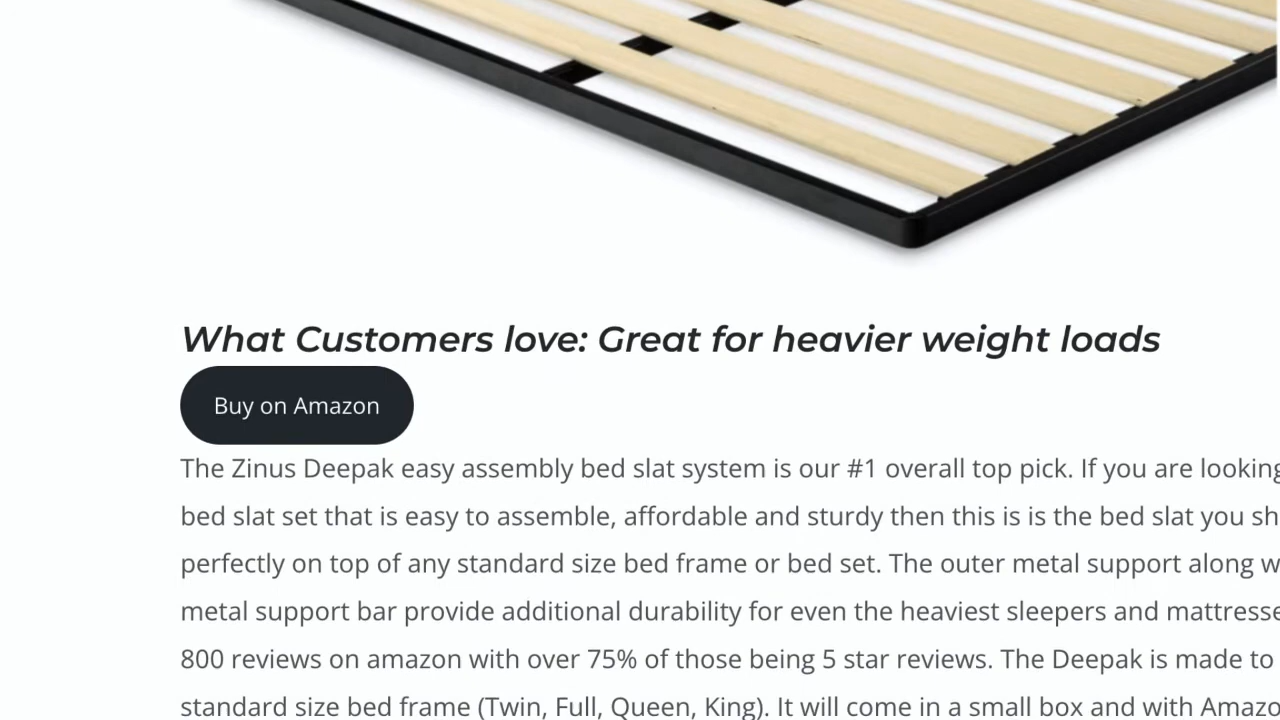 What Customers love: Great for heavier weight loads
Buy on Amazon
The Zinus Deepak easy assembly bed slat system is our #1 overall top pick. If you are looking
bed slat set that is easy to assemble, affordable and sturdy then this is is the bed slat you sh
perfectly on top of any standard size bed frame or bed set. The outer metal support along w
metal support bar provide additional durability for even the heaviest sleepers and mattresse
800 reviews on amazon with over 75% of those being 5 star reviews. The Deepak is made to
standard size bed frame (Twin, Full, Queen, King). It will come in a small box and with Amazo